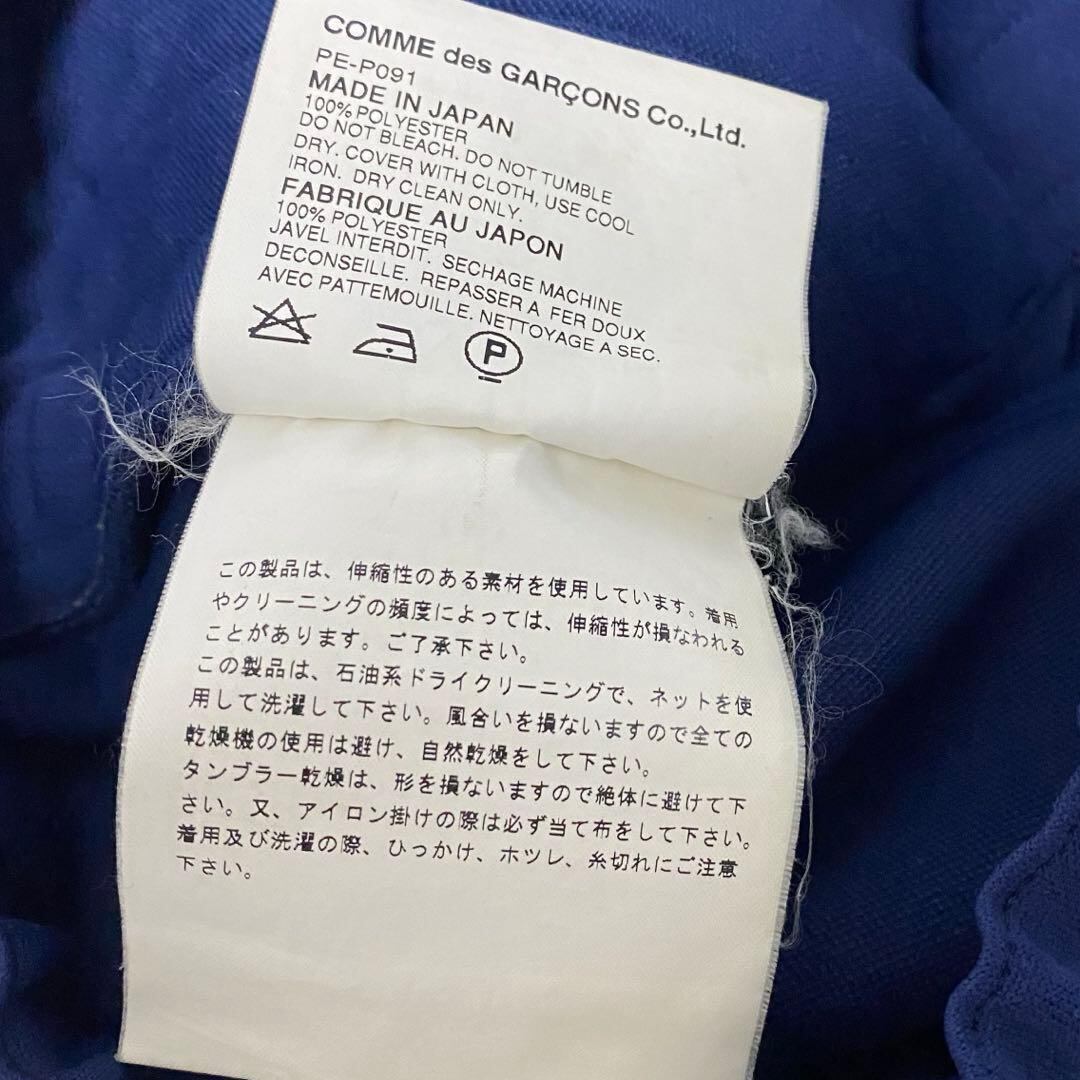 COMME des GARÇONS Co.,Ltd.
PE-P091
MADE IN JAPAN
100% POLYESTER
DO NOT BLEACH. DO NOT TUMBLE
DRY. COVER WITH CLOTH, USE COOL
IRON. DRY CLEAN ONLY.
FABRIQUE AU JAPON
100% POLYESTER
JAVEL INTERDIT. SECHAGE MACHINE
DECONSEILLE. REPASSER A FER DOUX
AVEC PATTEMOUILLE. NETTOYAGE A SEC.
P
この製品は、伸縮性のある素材を使用しています。着用
やクリーニングの頻度によっては、伸縮性が損なわれる
ことがあります。ご了承下さい。
この製品は、石油系ドライクリーニングで、ネットを使
用して洗濯して下さい。風合いを損ないますので全ての
乾燥機の使用は避け、自然乾燥をして下さい。
タンブラー乾燥は、形を損ないますので絶体に避けて下
さい。又、アイロン掛けの際は必ず当て布をして下さい。
着用及び洗濯の際、ひっかけ、ホツレ、糸切れにご注意
下さい。